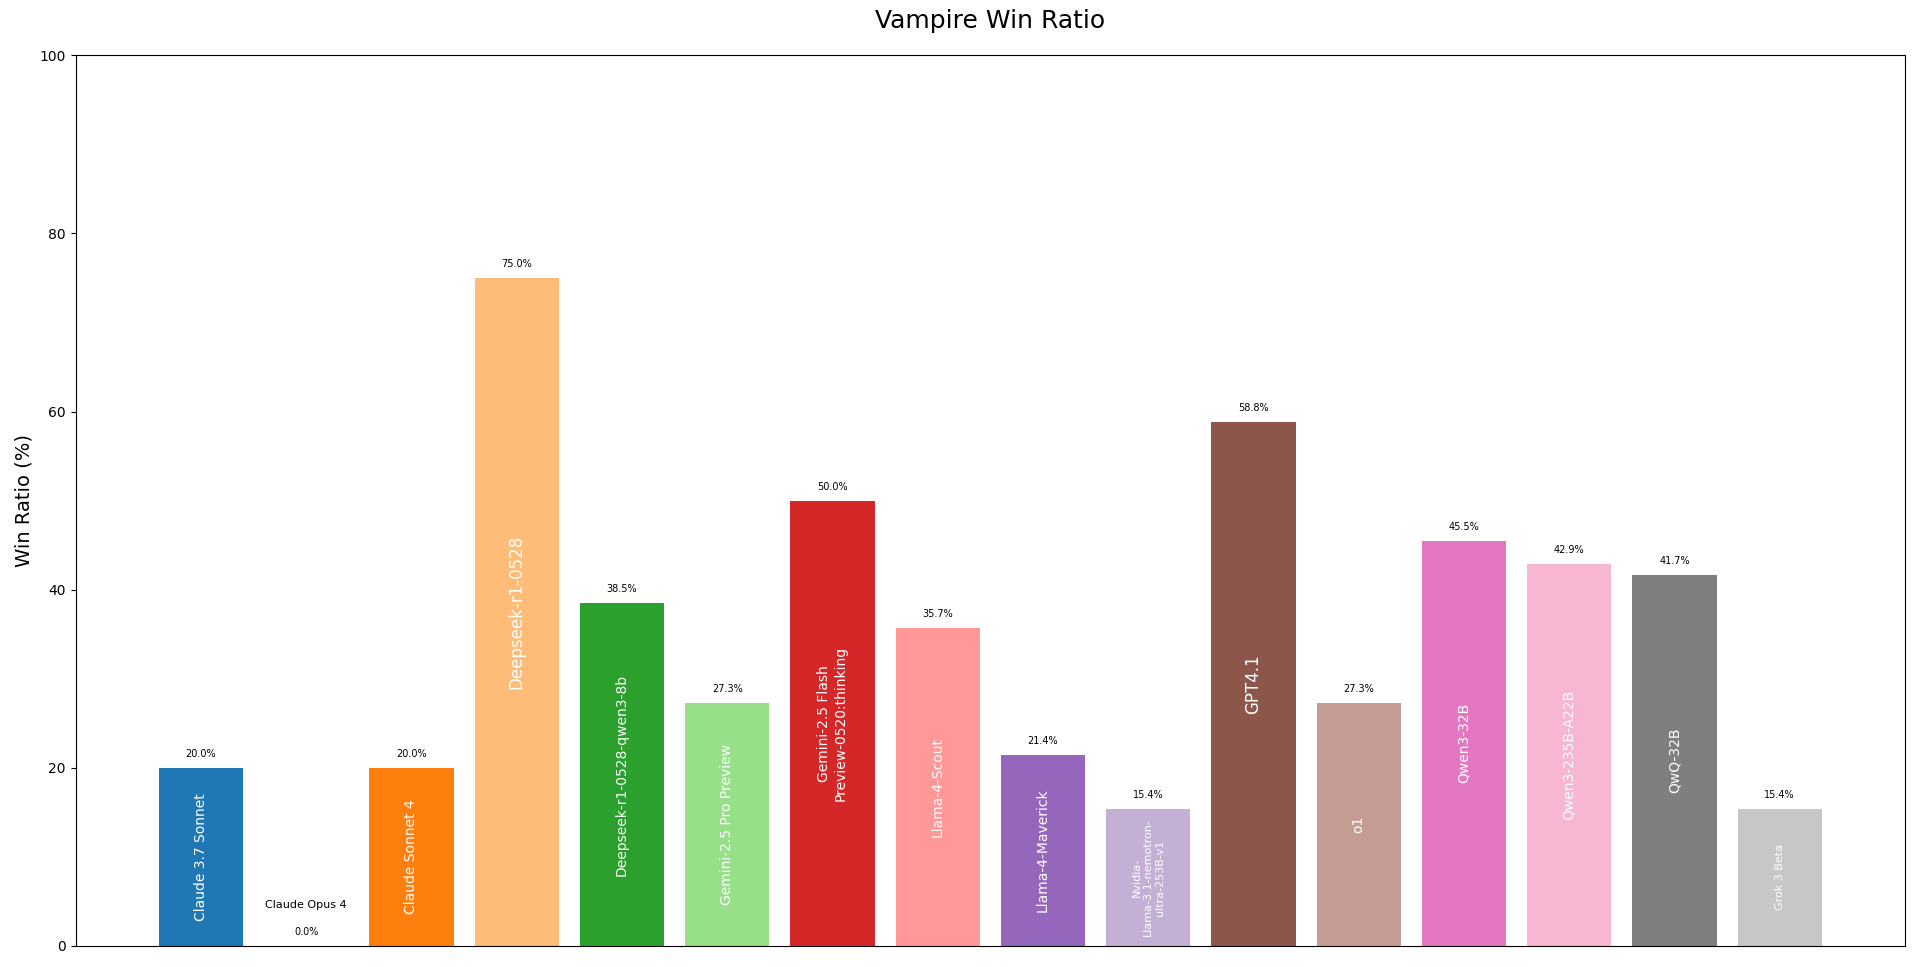 Vampire Win Ratio
Win Ratio (%)
100
80
60
40
20
0
20.0%
Claude 3.7 Sonnet
Claude Opus 4
0.0%
20.0%
Claude Sonnet 4
75.0%
Deepseek-r1-0528
38.5%
Deepseek-r1-0528-qwen3-8b
27.3%
Gemini-2.5 Pro Preview
50.0%
Gemini-2.5 Flash
Preview-0520:thinking
35.7%
Llama-4-Scout
21.4%
Llama-4-Maverick
15.4%
Nvidia-
Llama-3.1-nemotron-
ultra-253B-v1
58.8%
GPT4.1
27.3%
o1
45.5%
Qwen3-32B
42.9%
Qwen3-235B-A22B
41.7%
QwQ-32B
15.4%
Grok 3 Beta